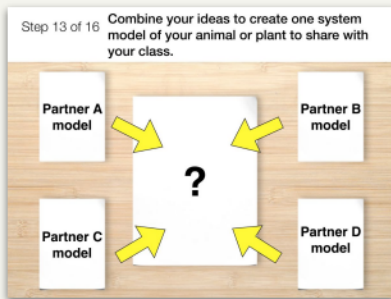 Step 13 of 16
Combine your ideas to create one system
model of your animal or plant to share with
your class.
Partner A
model
Partner B
model
?
Partner C
model
Partner D
model